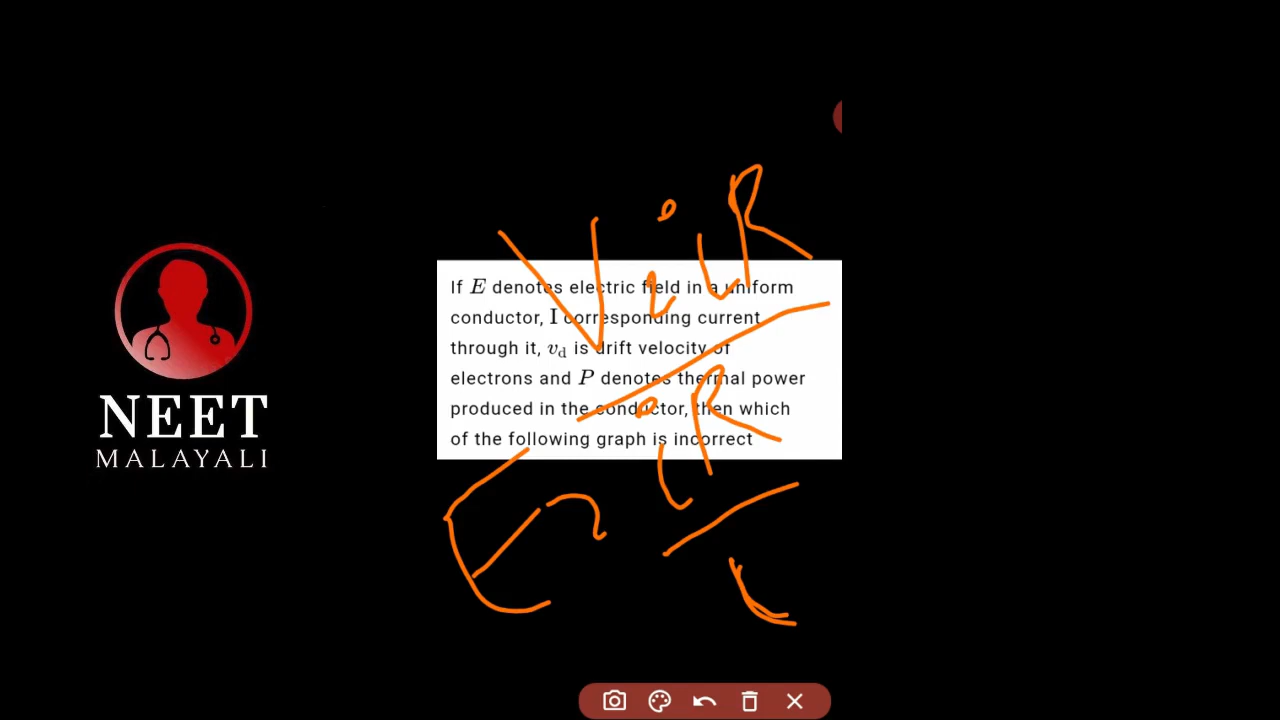 NEET
MALAYALI
V = iR
If E denotes electric field in a uniform
conductor, I corresponding current
through it, vd is drift velocity of
electrons and P denotes thermal power
produced in the conductor, then which
of the following graph is incorrect
E = iR
l